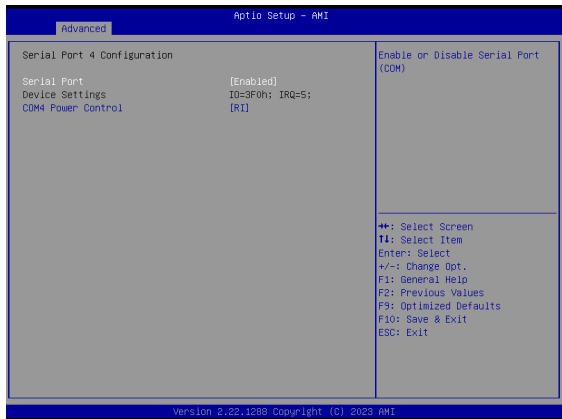 Aptio Setup - AMI
Advanced
Serial Port 4 Configuration
Serial Port [Enabled]
Device Settings IO=3F0h; IRQ=5;
COM4 Power Control [RI]
Enable or Disable Serial Port
(COM)
→←: Select Screen
↑↓: Select Item
Enter: Select
+/-: Change Opt.
F1: General Help
F2: Previous Values
F9: Optimized Defaults
F10: Save & Exit
ESC: Exit
Version 2.22.1288 Copyright (C) 2023 AMI